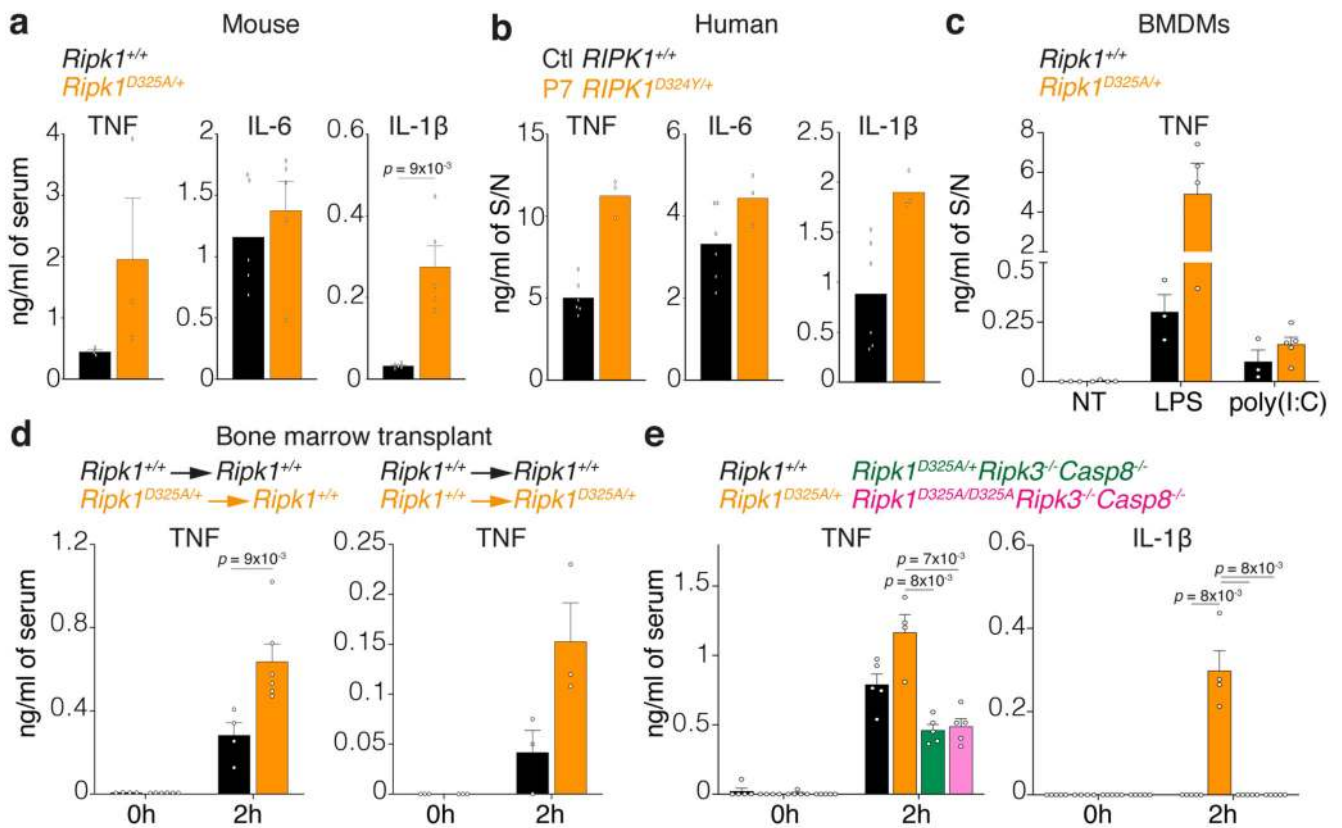 a Mouse
Ripk1+/+
Ripk1D325A/+
TNF IL-6 IL-1β
ng/ml of serum
4 3 2 1 0
2 1.5 1 0.5 0
0.6 0.4 0.2 0
p = 9x10-3
b Human
Ctl RIPK1+/+
P7 RIPK1D324Y/+
TNF IL-6 IL-1β
ng/ml of S/N
15 10 5 0
6 4 2 0
2.5 2 1.5 1 0.5 0
c BMDMs
Ripk1+/+
Ripk1D325A/+
TNF
ng/ml of S/N
8 6 4 2 0.5 0.25 0
NT LPS poly(I:C)
d Bone marrow transplant
Ripk1+/+ → Ripk1+/+ Ripk1+/+ → Ripk1+/+
Ripk1D325A/+ → Ripk1+/+ Ripk1+/+ → Ripk1D325A/+
TNF TNF
ng/ml of serum
1.2 0.9 0.6 0.3 0
p = 9x10-3
0h 2h
0.25 0.20 0.15 0.10 0.05 0
0h 2h
e
Ripk1+/+ Ripk1D325A/+Ripk3-/-Casp8-/-
Ripk1D325A/+ Ripk1D325A/D325ARipk3-/-Casp8-/-
TNF IL-1β
ng/ml of serum
1.5 1 0.5 0
p = 7x10-3
p = 8x10-3
0h 2h
0.6 0.4 0.2 0
p = 8x10-3
p = 8x10-3
0h 2h